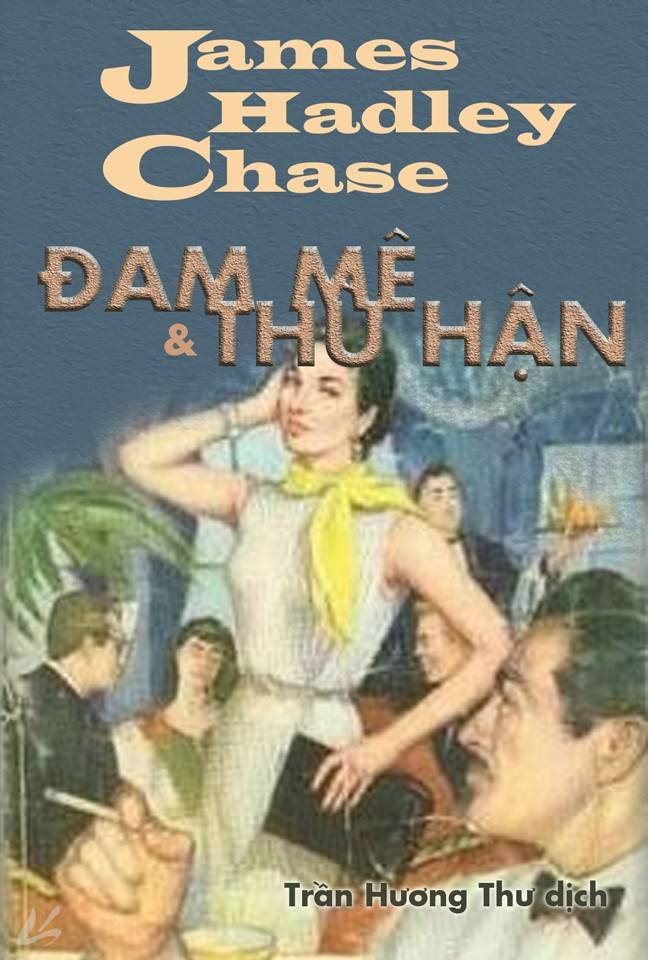 James
Hadley
Chase
ĐAM MÊ
& THÙ HẬN
Trần Hương Thư dịch